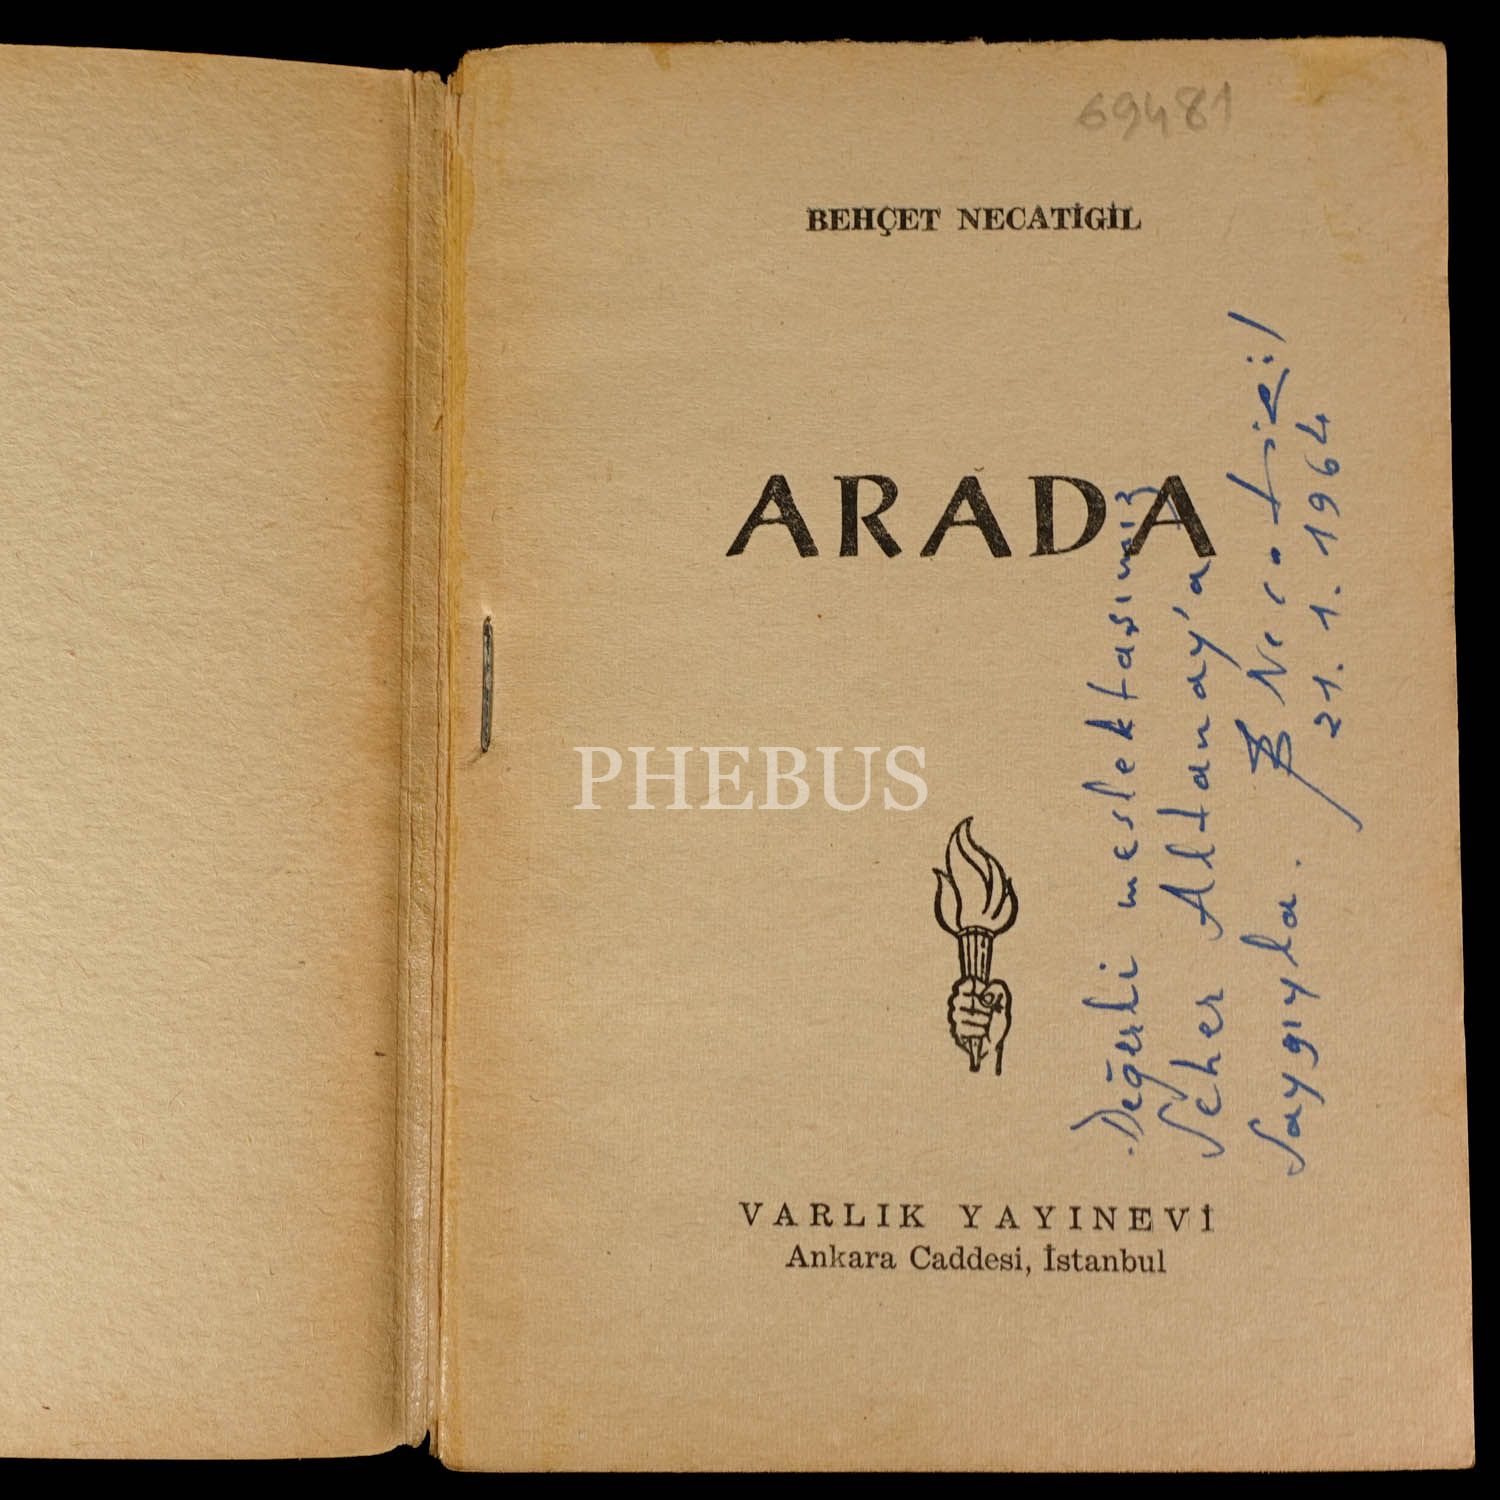 69481
BEHÇET NECATİGİL
ARADA
Değerli meslektaşımız
Seher Altanay'a
Saygıyla.
B Necatigil
21.1.1964
PHEBUS
VARLIK YAYINEVİ
Ankara Caddesi, İstanbul